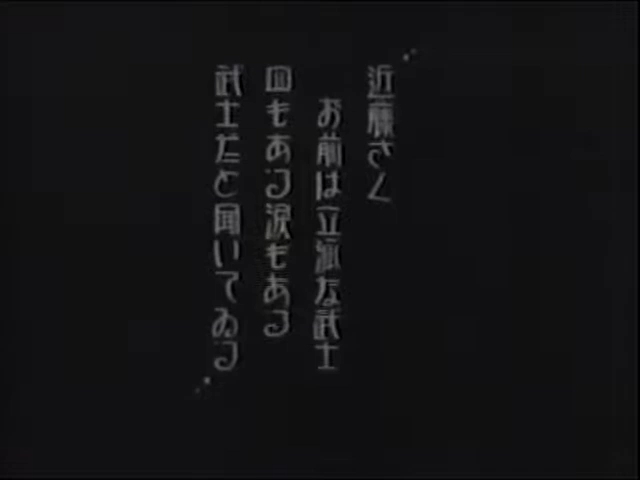 近藤さん
お前は立派な武士
血もある涙もある
武士だと聞いてゐる